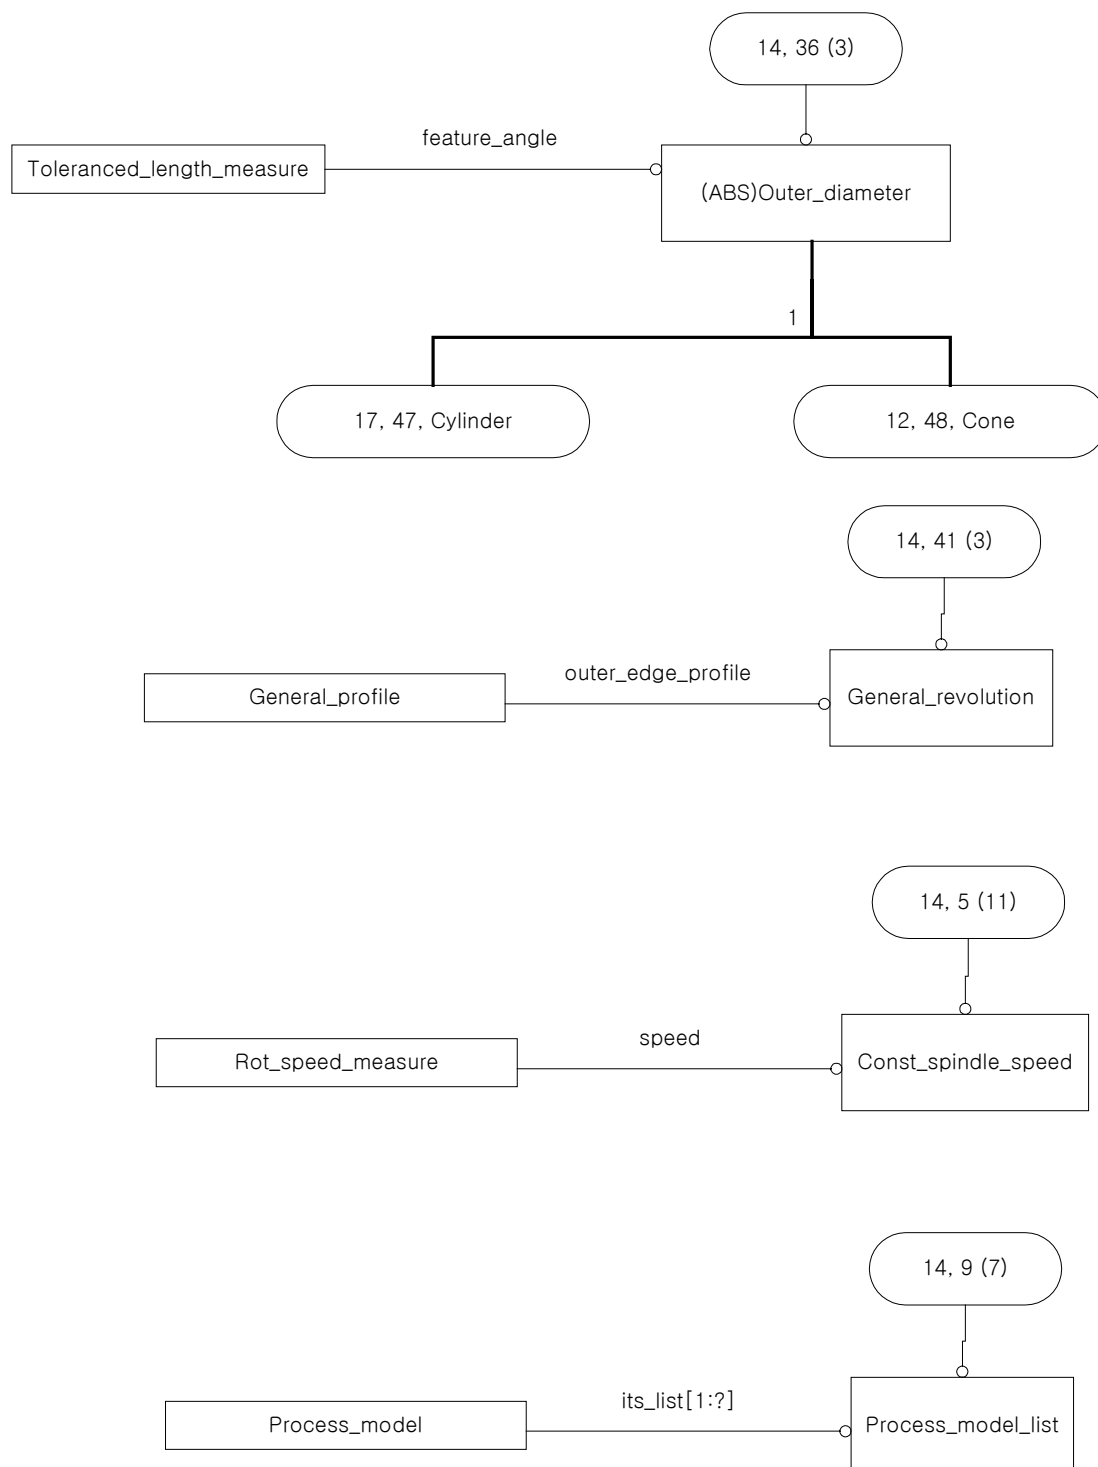 14, 36 (3)
feature_angle
Toleranced_length_measure
(ABS)Outer_diameter
1
17, 47, Cylinder
12, 48, Cone
14, 41 (3)
outer_edge_profile
General_profile
General_revolution
14, 5 (11)
speed
Rot_speed_measure
Const_spindle_speed
14, 9 (7)
its_list[1:?]
Process_model
Process_model_list